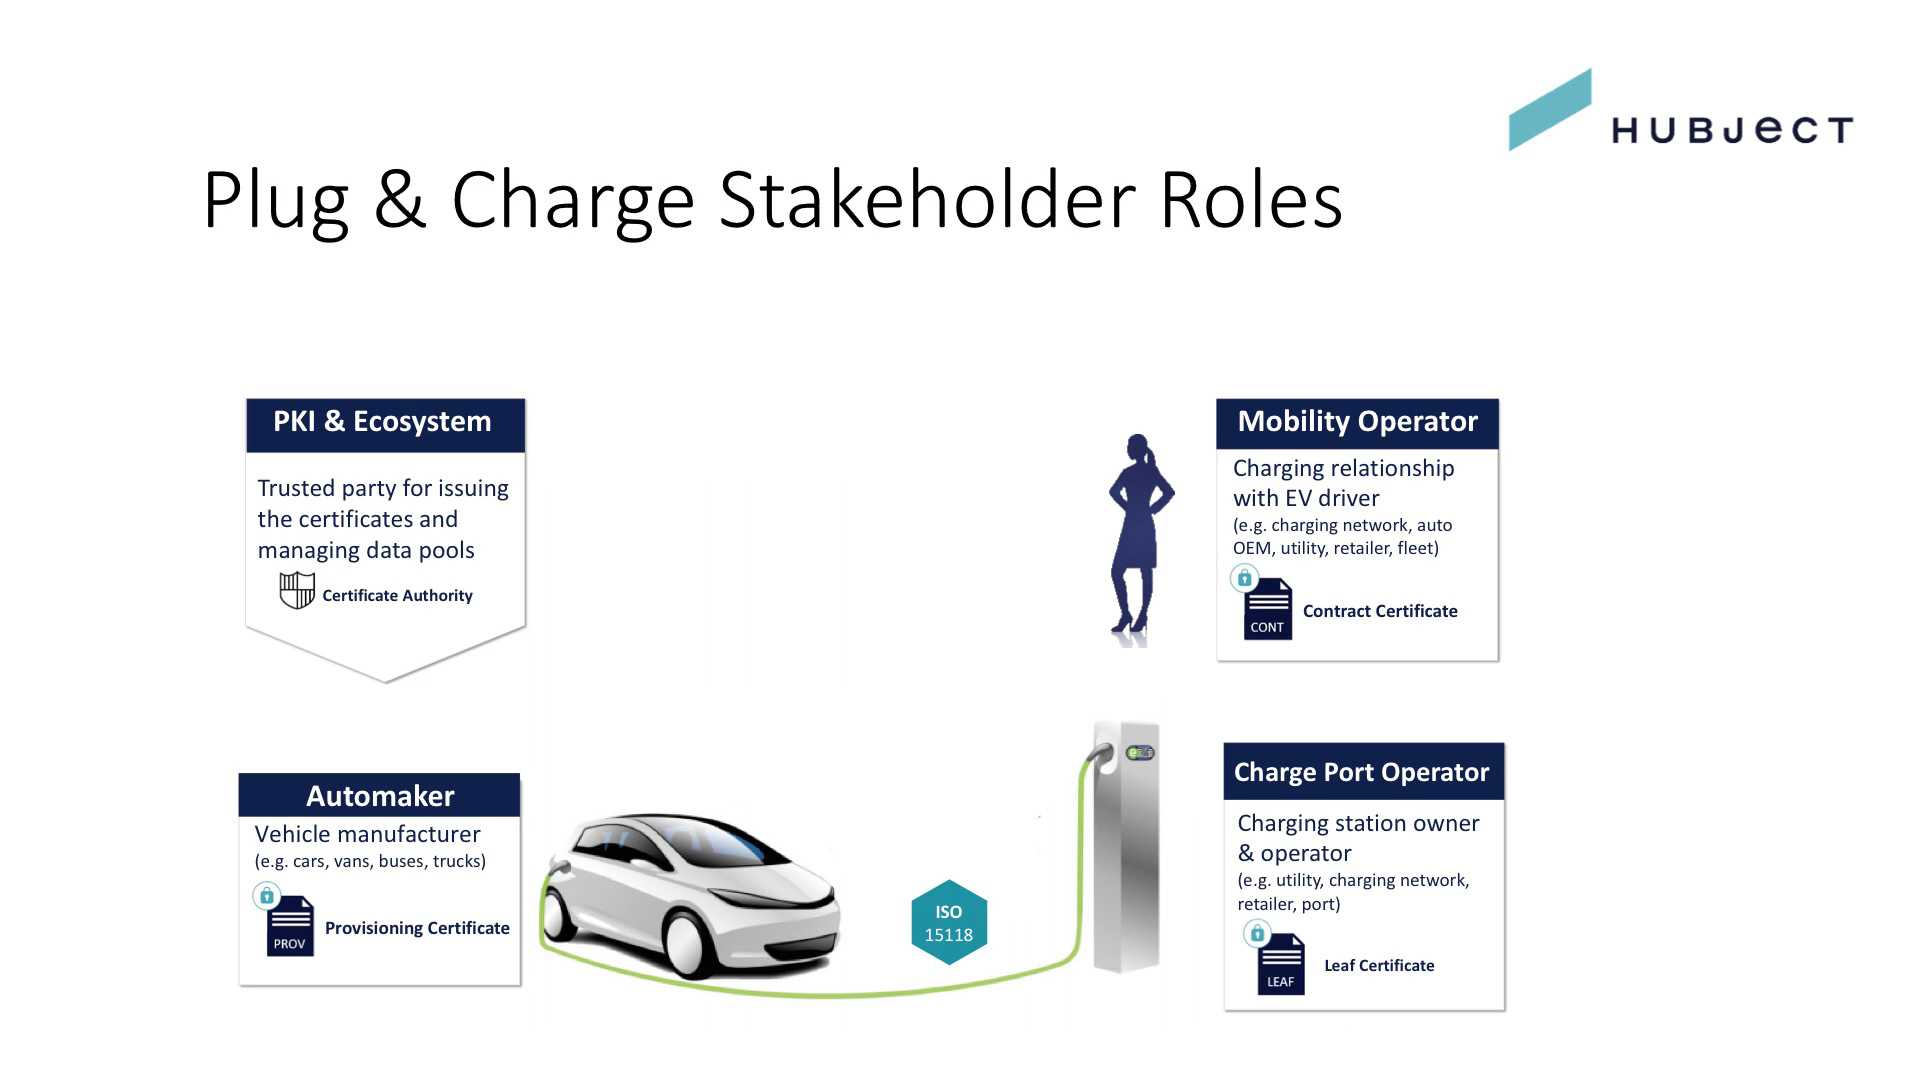 HUBJECT
Plug & Charge Stakeholder Roles
PKI & Ecosystem
Trusted party for issuing
the certificates and
managing data pools
Certificate Authority
Mobility Operator
Charging relationship
with EV driver
(e.g. charging network, auto
OEM, utility, retailer, fleet)
CONT
Contract Certificate
Automaker
Vehicle manufacturer
(e.g. cars, vans, buses, trucks)
PROV
Provisioning Certificate
ISO
15118
Charge Port Operator
Charging station owner
& operator
(e.g. utility, charging network,
retailer, port)
LEAF
Leaf Certificate